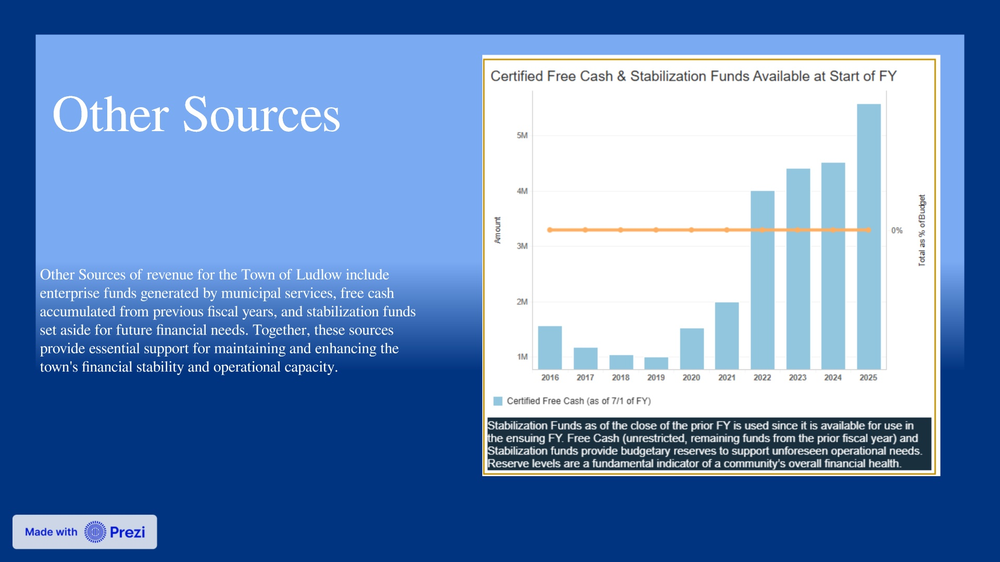 Other Sources
Other Sources of revenue for the Town of Ludlow include
enterprise funds generated by municipal services, free cash
accumulated from previous fiscal years, and stabilization funds
set aside for future financial needs. Together, these sources
provide essential support for maintaining and enhancing the
town's financial stability and operational capacity.
Certified Free Cash & Stabilization Funds Available at Start of FY
Amount
5M
4M
3M
2M
1M
0%
Total as % of Budget
2016 2017 2018 2019 2020 2021 2022 2023 2024 2025
Certified Free Cash (as of 7/1 of FY)
Stabilization Funds as of the close of the prior FY is used since it is available for use in
the ensuing FY. Free Cash (unrestricted, remaining funds from the prior fiscal year) and
Stabilization funds provide budgetary reserves to support unforeseen operational needs.
Reserve levels are a fundamental indicator of a community's overall financial health.
Made with Prezi